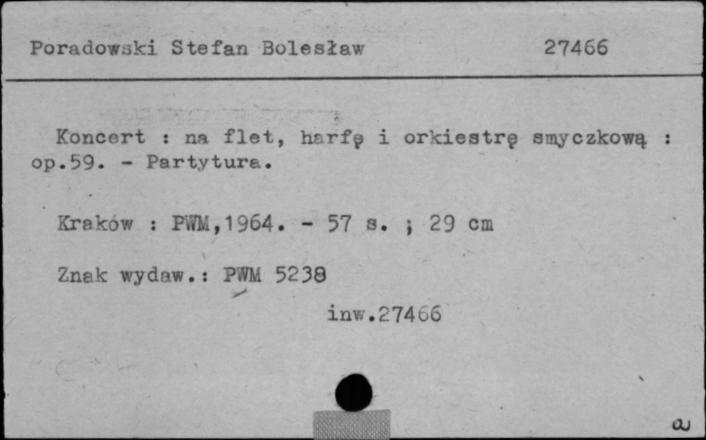 Poradowski Stefan Bolesław 27466
Koncert : na flet, harfę i orkiestrę smyczkową :
op.59. - Partytura.
Kraków : PWM,1964. - 57 s. ; 29 cm
Znak wydaw.: PWM 5238
inw.27466